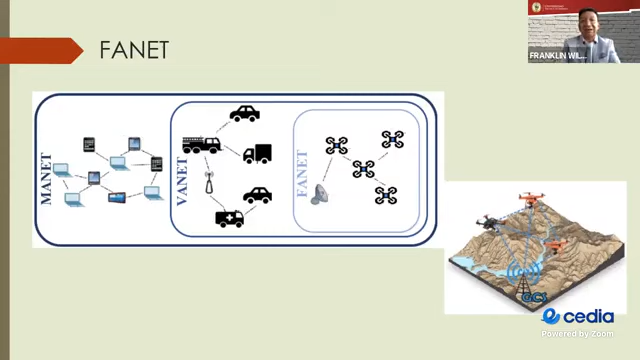 FANET
FRANKLIN WIL...
MANET
VANET
FANET
GCS
cedia
Powered by Zoom